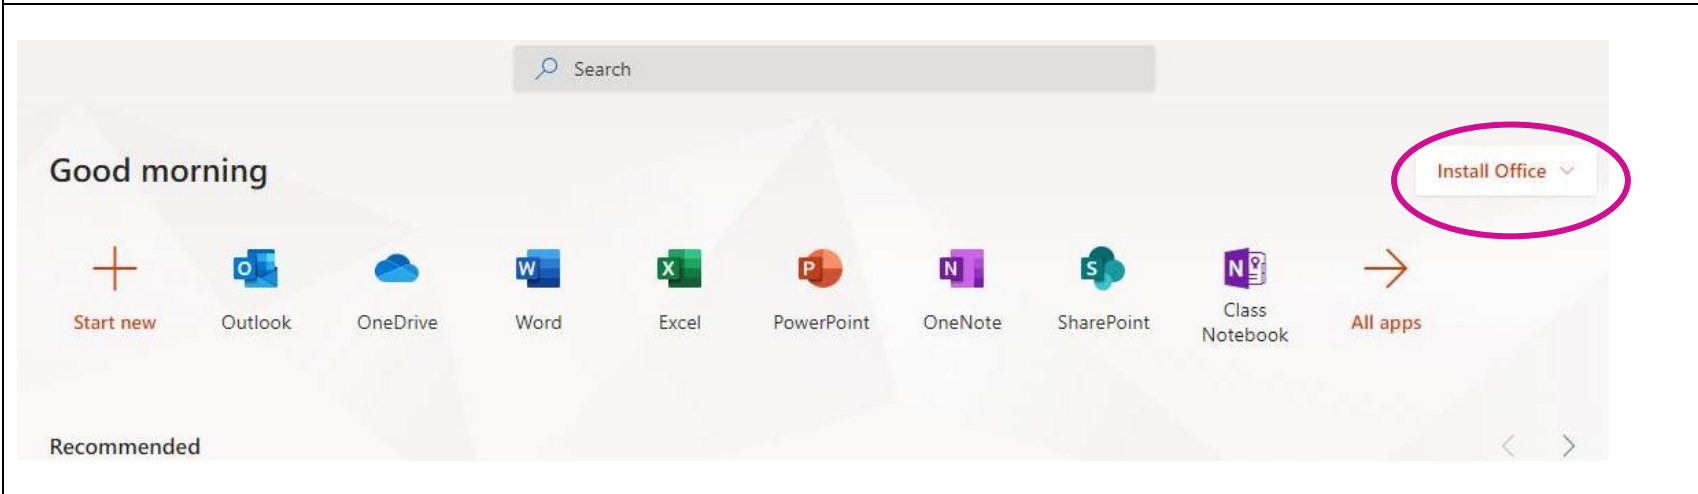 Search
Good morning
Install Office
Start new
Outlook
OneDrive
Word
Excel
PowerPoint
OneNote
SharePoint
Class
Notebook
All apps
Recommended